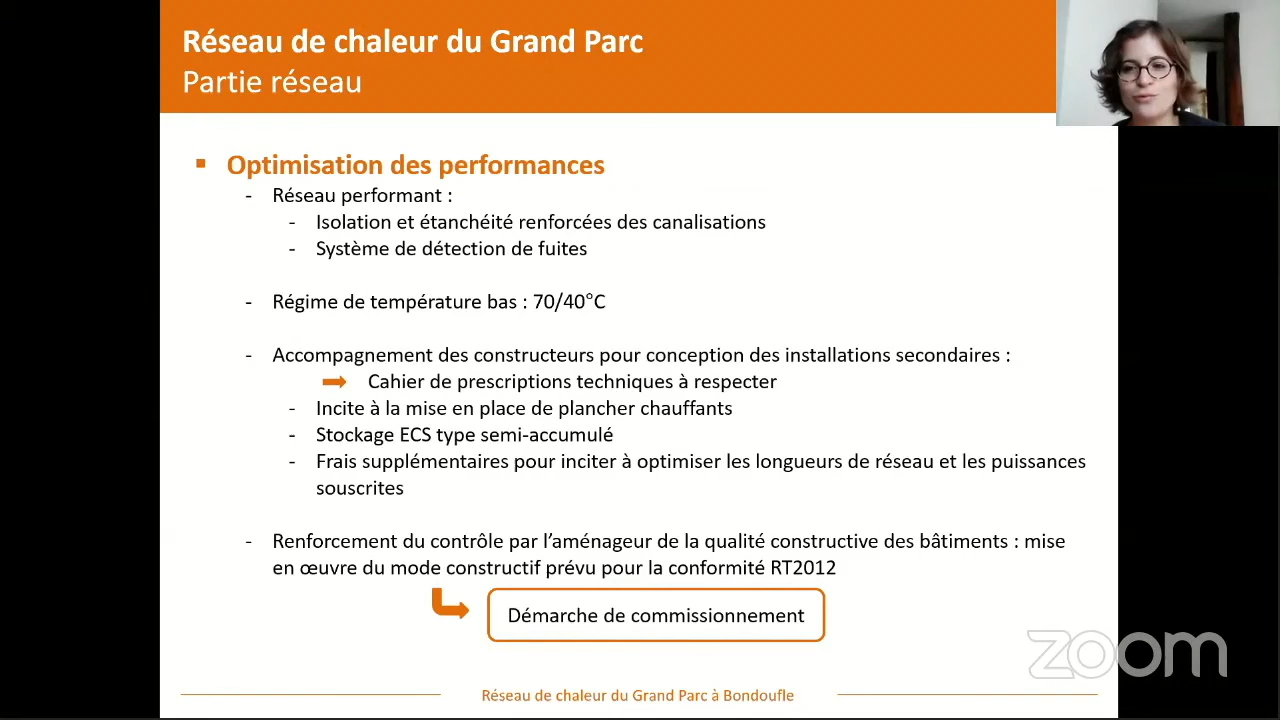 Réseau de chaleur du Grand Parc
Partie réseau
▪ Optimisation des performances
- Réseau performant :
- Isolation et étanchéité renforcées des canalisations
- Système de détection de fuites
- Régime de température bas : 70/40°C
- Accompagnement des constructeurs pour conception des installations secondaires :
Cahier de prescriptions techniques à respecter
- Incite à la mise en place de plancher chauffants
- Stockage ECS type semi-accumulé
- Frais supplémentaires pour inciter à optimiser les longueurs de réseau et les puissances
souscrites
- Renforcement du contrôle par l’aménageur de la qualité constructive des bâtiments : mise
en œuvre du mode constructif prévu pour la conformité RT2012
Démarche de commissionnement
zoom
Réseau de chaleur du Grand Parc à Bondoufle